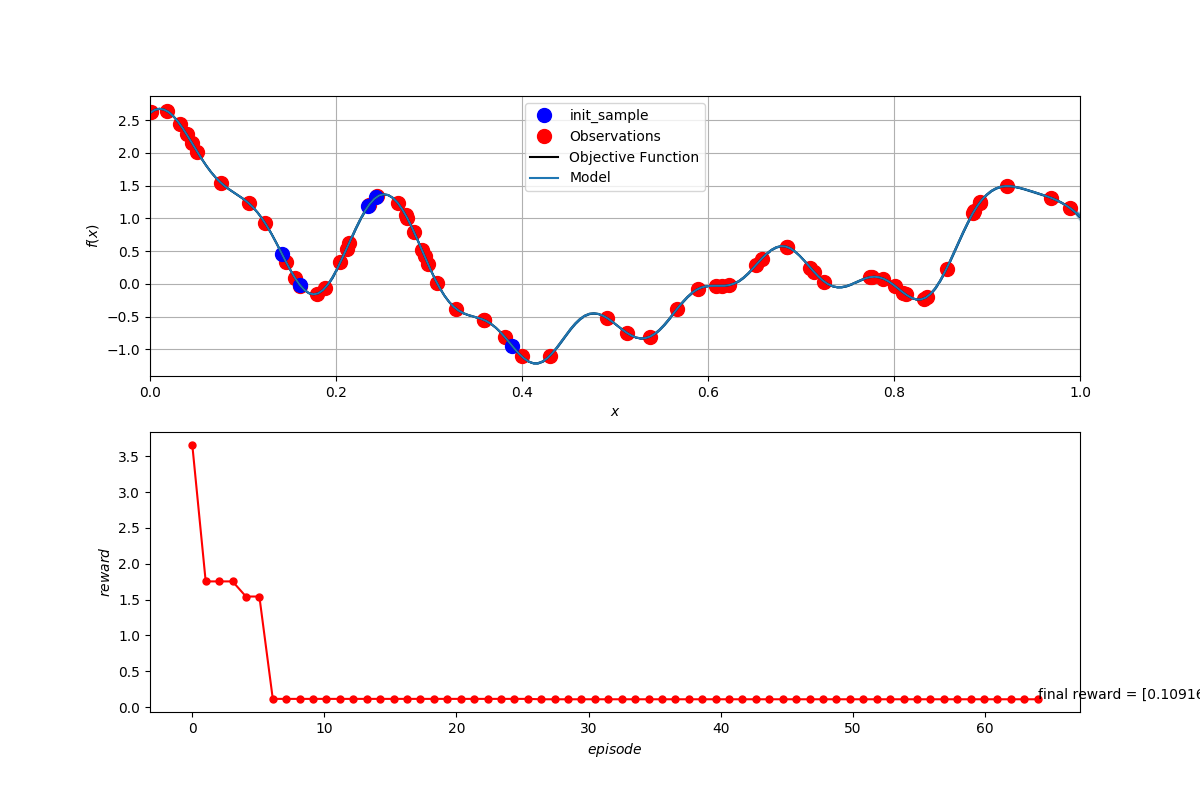 2.5
2.0
1.5
1.0
0.5
0.0
−0.5
−1.0
f(x)
init_sample
Observations
Objective Function
Model
0.0 0.2 0.4 0.6 0.8 1.0
x
3.5
3.0
2.5
2.0
1.5
1.0
0.5
0.0
reward
final reward = [0.10916
0 10 20 30 40 50 60
episode